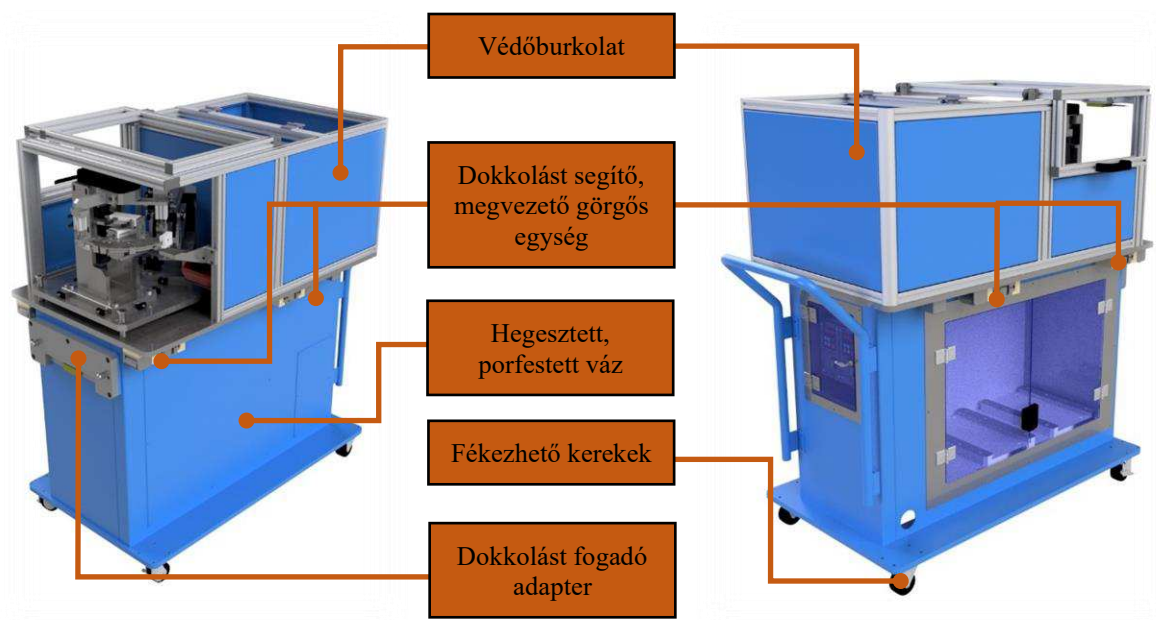 Védőburkolat
Dokkolást segítő,
megvezető görgős
egység
Hegesztett,
porfestett váz
Fékezhető kerekek
Dokkolást fogadó
adapter